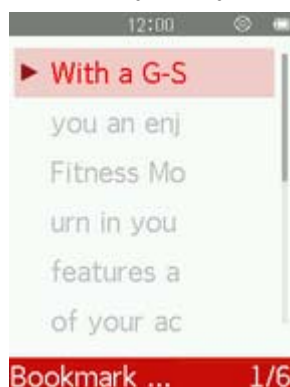 12:00
With a G-S
you an enj
Fitness Mo
urn in you
features a
of your ac
Bookmark ... 1/6